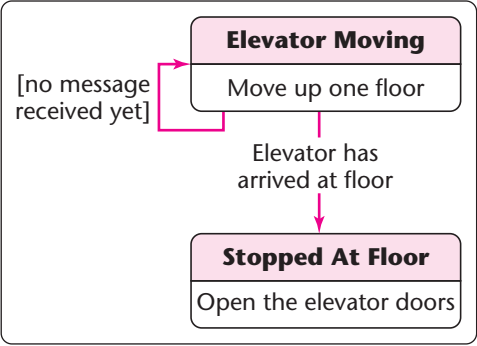 Elevator Moving
Move up one floor
[no message
received yet]
Elevator has
arrived at floor
Stopped At Floor
Open the elevator doors